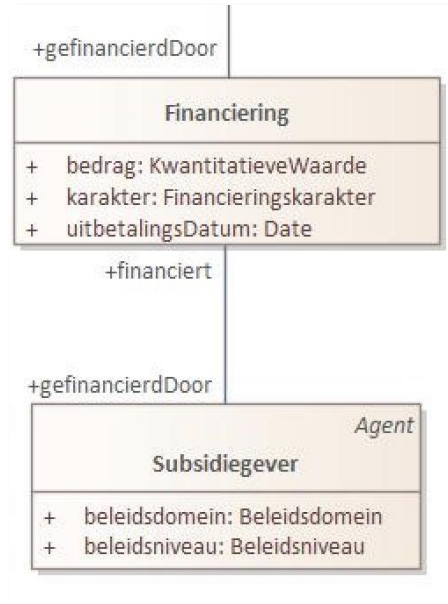 +gefinancierdDoor
Financiering
+ bedrag: KwantitatieveWaarde
+ karakter: Financieringskarakter
+ uitbetalingsDatum: Date
+financiert
+gefinancierdDoor
Agent
Subsidiegever
+ beleidsdomein: Beleidsdomein
+ beleidsniveau: Beleidsniveau